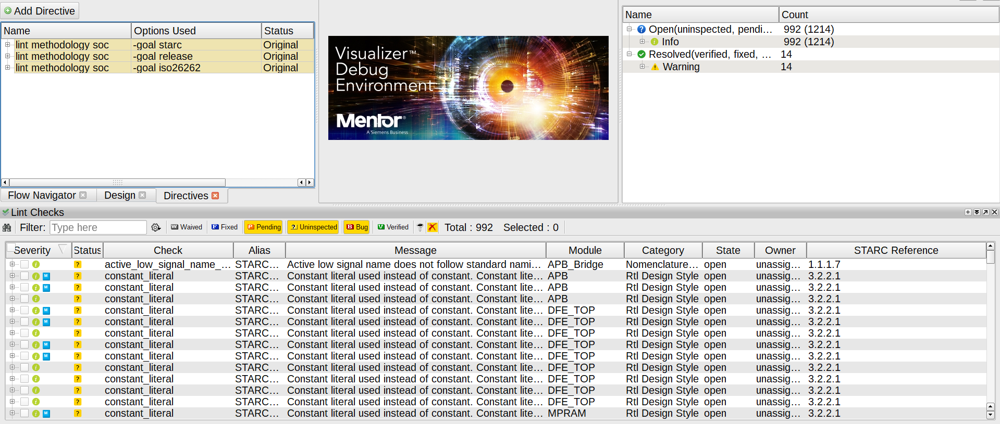 Add Directive
Name Options Used Status
lint methodology soc -goal starc Original
lint methodology soc -goal release Original
lint methodology soc -goal iso26262 Original
Flow Navigator Design Directives
Visualizer™
Debug
Environment
Mentor®
A Siemens Business
Name Count
Open(uninspected, pendi... 992 (1214)
Info 992 (1214)
Resolved(verified, fixed, ... 14
Warning 14
Lint Checks
Filter: Type here W Waived F Fixed P Pending ? Uninspected B Bug V Verified Total : 992 Selected : 0
Severity Status Check Alias Message Module Category State Owner STARC Reference
i ? active_low_signal_name_... STARC... Active low signal name does not follow standard nami... APB_Bridge Nomenclature... open unassig... 1.1.1.7
i M ? constant_literal STARC... Constant literal used instead of constant. Constant lite... APB Rtl Design Style open unassig... 3.2.2.1
i M ? constant_literal STARC... Constant literal used instead of constant. Constant lite... APB Rtl Design Style open unassig... 3.2.2.1
i ? constant_literal STARC... Constant literal used instead of constant. Constant lite... APB Rtl Design Style open unassig... 3.2.2.1
i M ? constant_literal STARC... Constant literal used instead of constant. Constant lite... DFE_TOP Rtl Design Style open unassig... 3.2.2.1
i M ? constant_literal STARC... Constant literal used instead of constant. Constant lite... DFE_TOP Rtl Design Style open unassig... 3.2.2.1
i ? constant_literal STARC... Constant literal used instead of constant. Constant lite... DFE_TOP Rtl Design Style open unassig... 3.2.2.1
i M ? constant_literal STARC... Constant literal used instead of constant. Constant lite... DFE_TOP Rtl Design Style open unassig... 3.2.2.1
i M ? constant_literal STARC... Constant literal used instead of constant. Constant lite... DFE_TOP Rtl Design Style open unassig... 3.2.2.1
i ? constant_literal STARC... Constant literal used instead of constant. Constant lite... DFE_TOP Rtl Design Style open unassig... 3.2.2.1
i ? constant_literal STARC... Constant literal used instead of constant. Constant lite... DFE_TOP Rtl Design Style open unassig... 3.2.2.1
i ? constant_literal STARC... Constant literal used instead of constant. Constant lite... DFE_TOP Rtl Design Style open unassig... 3.2.2.1
i ? constant_literal STARC... Constant literal used instead of constant. Constant lite... DFE_TOP Rtl Design Style open unassig... 3.2.2.1
i M ? constant_literal STARC... Constant literal used instead of constant. Constant lite... MPRAM Rtl Design Style open unassig... 3.2.2.1